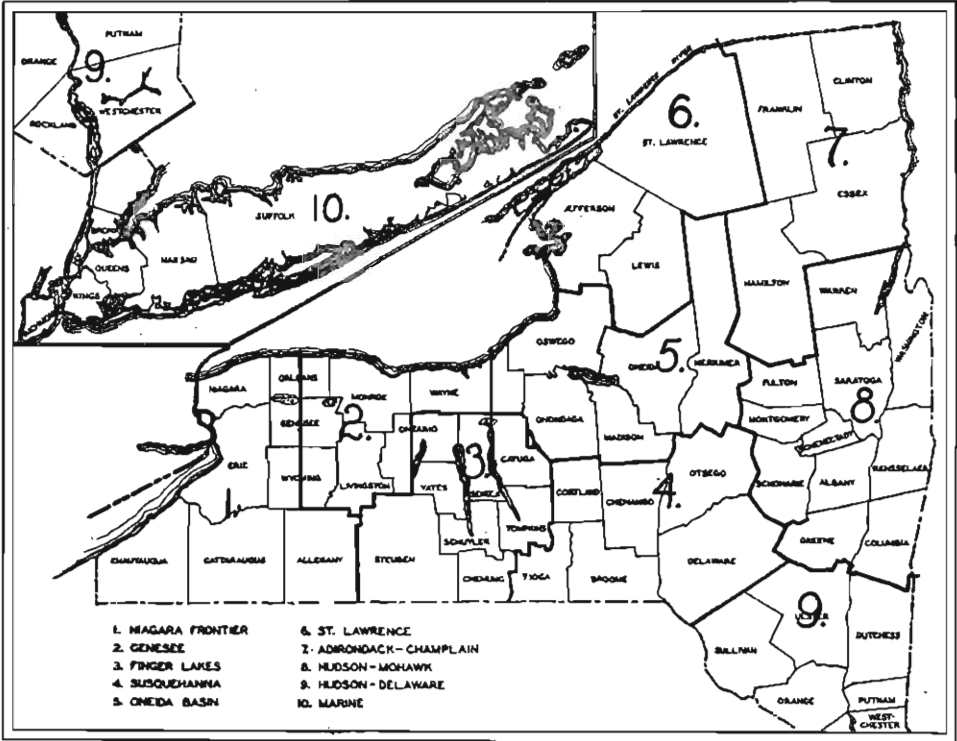 PUTNAM
ORANGE
9.
WESTCHESTER
ROCKLAND
BRONX
QUEENS
NASSAU
KINGS
SUFFOLK
10.
ST. LAWRENCE RIVER
6.
ST. LAWRENCE
FRANKLIN
CLINTON
7.
ESSEX
JEFFERSON
LEWIS
HAMILTON
WARREN
WASHINGTON
OSWEGO
ONEIDA
5.
HERKIMER
FULTON
SARATOGA
8.
MONTGOMERY
SCHENECTADY
NIAGARA
ORLEANS
MONROE
WAYNE
GENESEE
2.
ONTARIO
ONONDAGA
MADISON
CAYUGA
3.
ERIE
WYOMING
LIVINGSTON
YATES
SENECA
CORTLAND
CHENANGO
4.
OTSEGO
SCHOHARIE
ALBANY
RENSSELAER
TOMPKINS
SCHUYLER
GREENE
COLUMBIA
CHAUTAUQUA
CATTARAUGUS
ALLEGANY
STEUBEN
CHEMUNG
TIOGA
BROOME
DELAWARE
ULSTER
9.
DUTCHESS
SULLIVAN
ORANGE
PUTNAM
WEST-
CHESTER
1. NIAGARA FRONTIER
2. GENESEE
3. FINGER LAKES
4. SUSQUEHANNA
5. ONEIDA BASIN
6. ST. LAWRENCE
7. ADIRONDACK-CHAMPLAIN
8. HUDSON-MOHAWK
9. HUDSON-DELAWARE
10. MARINE